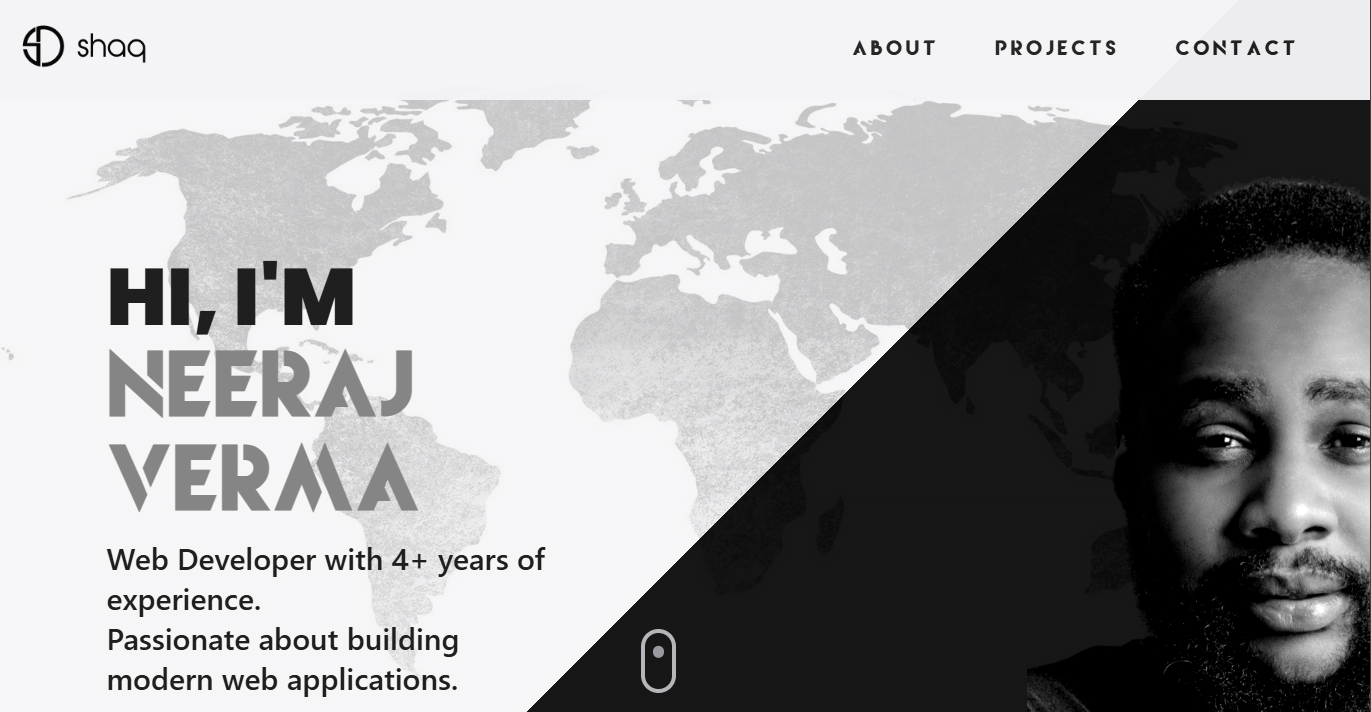 shaq
ABOUT PROJECTS CONTACT
HI, I'M
NEERAJ
VERMA
Web Developer with 4+ years of
experience.
Passionate about building
modern web applications.